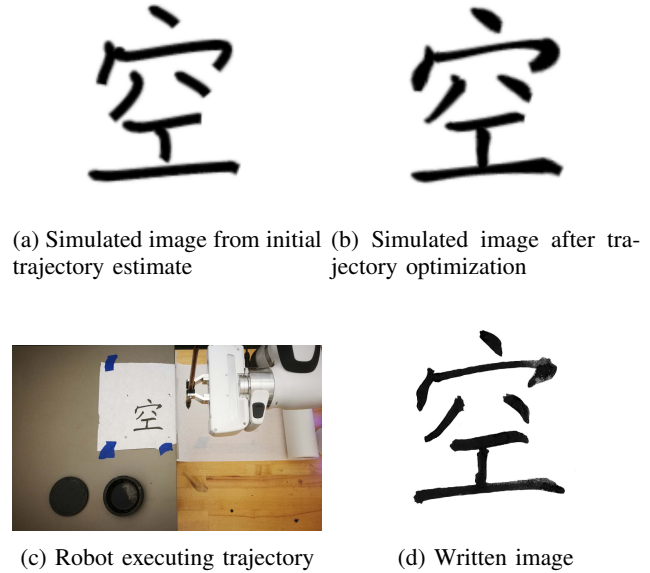 空
空
(a) Simulated image from initial
trajectory estimate
(b) Simulated image after tra-
jectory optimization
空
空
(c) Robot executing trajectory
(d) Written image